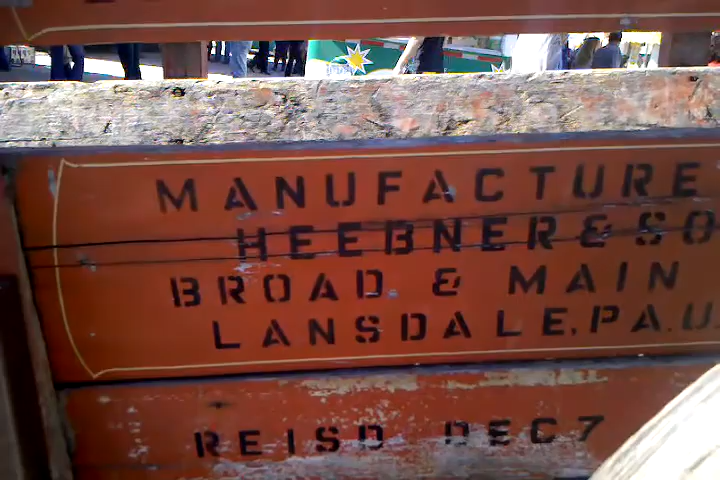 MANUFACTURE
HEEBNER & SO
BROAD & MAIN
LANSDALE, PA. U.
REISD DEC 7